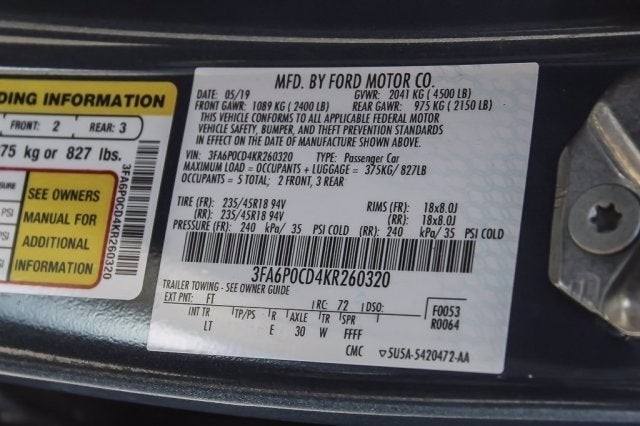 DING INFORMATION
FRONT: 2 REAR: 3
75 kg or 827 lbs.
SURE
PSI
PSI
PSI
SEE OWNERS
MANUAL FOR
ADDITIONAL
INFORMATION
3FA6P0CD4KR260320
MFD. BY FORD MOTOR CO.
DATE: 05/19 GVWR: 2041 KG ( 4500 LB)
FRONT GAWR: 1089 KG ( 2400 LB) REAR GAWR: 975 KG ( 2150 LB)
THIS VEHICLE CONFORMS TO ALL APPLICABLE FEDERAL MOTOR
VEHICLE SAFETY, BUMPER, AND THEFT PREVENTION STANDARDS
IN EFFECT ON THE DATE OF MANUFACTURE SHOWN ABOVE.
VIN: 3FA6P0CD4KR260320 TYPE: Passenger Car
MAXIMUM LOAD = OCCUPANTS + LUGGAGE = 375KG/ 827LB
OCCUPANTS = 5 TOTAL; 2 FRONT, 3 REAR
TIRE (FR): 235/45R18 94V RIMS (FR): 18x8.0J
(RR): 235/45R18 94V (RR): 18x8.0J
PRESSURE (FR): 240 kPa/ 35 PSI COLD (RR): 240 kPa/ 35 PSI COLD
3FA6P0CD4KR260320
TRAILER TOWING - SEE OWNER GUIDE
EXT PNT: FT RC: 72 DSO: F0053
INT TR TP/PS R AXLE TR SPR R0064
LT E 30 W FFFF
CMC ▽5U5A-5420472-AA